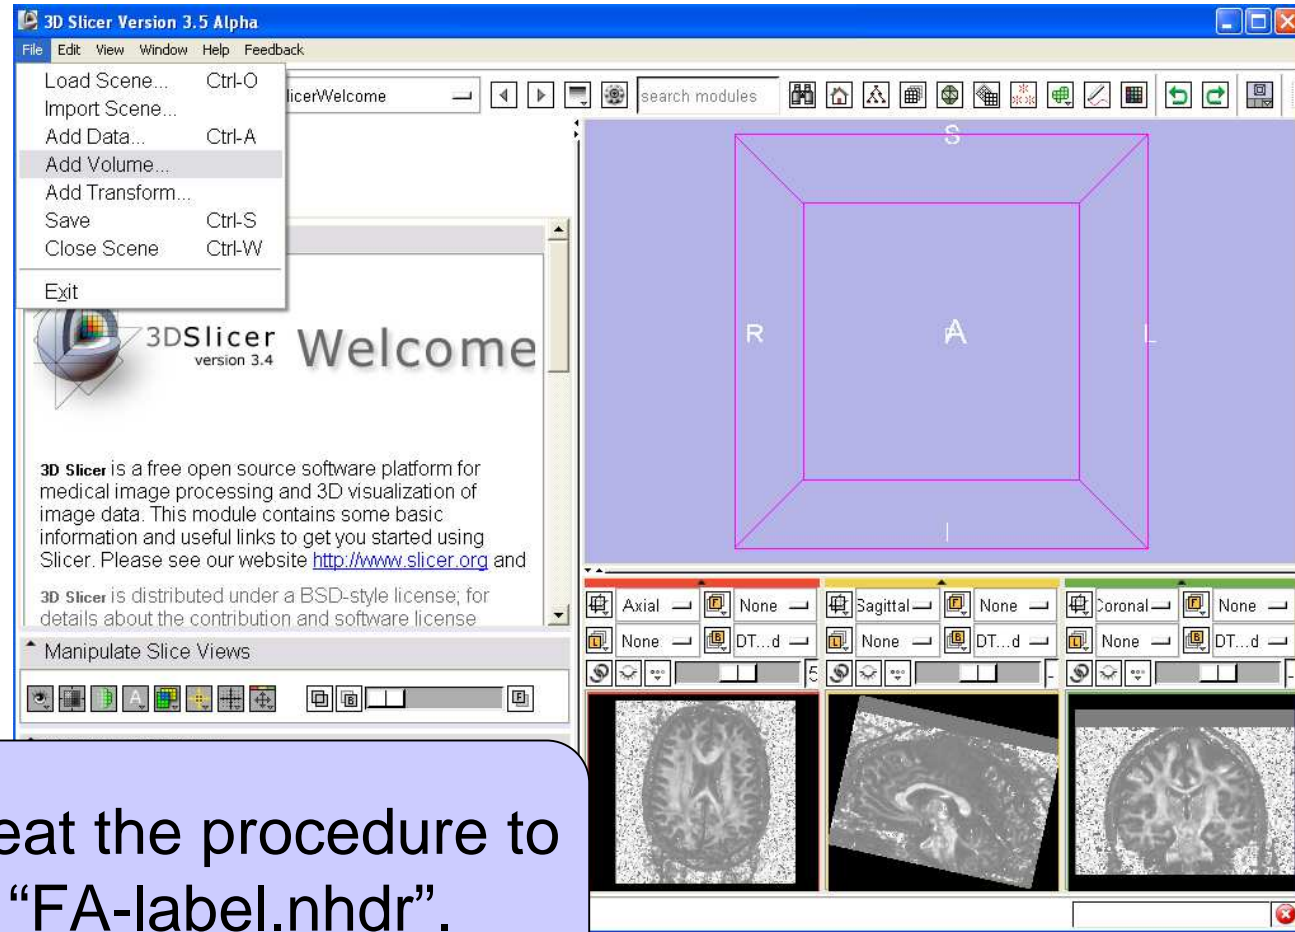 3D Slicer Version 3.5 Alpha
File Edit View Window Help Feedback
Load Scene... Ctrl-O
Import Scene...
Add Data... Ctrl-A
Add Volume...
Add Transform...
Save Ctrl-S
Close Scene Ctrl-W
Exit
licerWelcome
search modules
S
R
A
L
I
3DSlicer
version 3.4
Welcome
3D Slicer is a free open source software platform for
medical image processing and 3D visualization of
image data. This module contains some basic
information and useful links to get you started using
Slicer. Please see our website http://www.slicer.org and
3D Slicer is distributed under a BSD-style license; for
details about the contribution and software license
Manipulate Slice Views
Axial F None
L None B DT...d
Sagittal F None
L None B DT...d
Coronal F None
L None B DT...d
eat the procedure to
“FA-label.nhdr”.